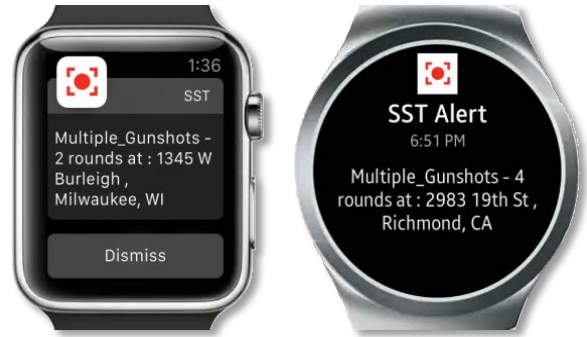 1:36
SST
Multiple_Gunshots -
2 rounds at : 1345 W
Burleigh ,
Milwaukee, WI
Dismiss
SST Alert
6:51 PM
Multiple_Gunshots - 4
rounds at : 2983 19th St ,
Richmond, CA